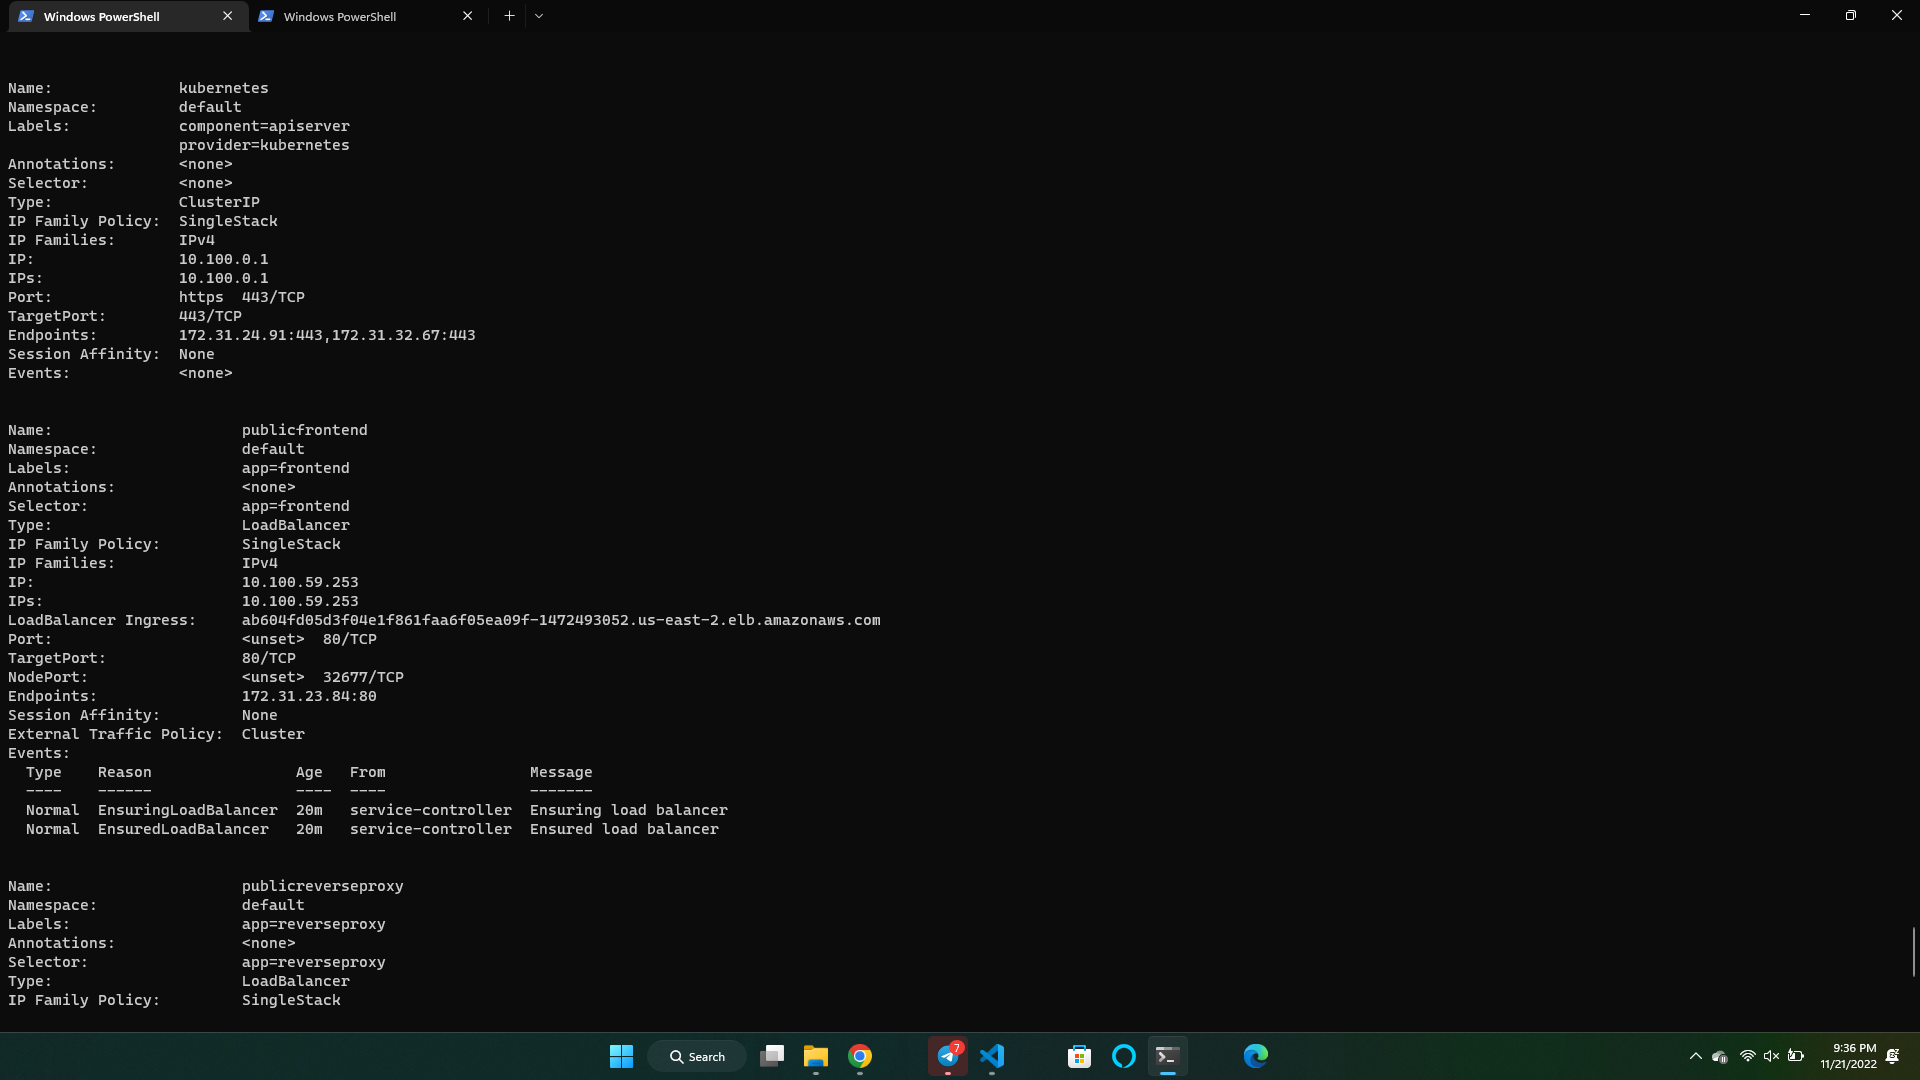 Windows PowerShell
Windows PowerShell
Name: kubernetes
Namespace: default
Labels: component=apiserver
provider=kubernetes
Annotations: <none>
Selector: <none>
Type: ClusterIP
IP Family Policy: SingleStack
IP Families: IPv4
IP: 10.100.0.1
IPs: 10.100.0.1
Port: https 443/TCP
TargetPort: 443/TCP
Endpoints: 172.31.24.91:443,172.31.32.67:443
Session Affinity: None
Events: <none>
Name: publicfrontend
Namespace: default
Labels: app=frontend
Annotations: <none>
Selector: app=frontend
Type: LoadBalancer
IP Family Policy: SingleStack
IP Families: IPv4
IP: 10.100.59.253
IPs: 10.100.59.253
LoadBalancer Ingress: ab604fd05d3f04e1f861faa6f05ea09f-1472493052.us-east-2.elb.amazonaws.com
Port: <unset> 80/TCP
TargetPort: 80/TCP
NodePort: <unset> 32677/TCP
Endpoints: 172.31.23.84:80
Session Affinity: None
External Traffic Policy: Cluster
Events:
Type Reason Age From Message
---- ------ ---- ---- -------
Normal EnsuringLoadBalancer 20m service-controller Ensuring load balancer
Normal EnsuredLoadBalancer 20m service-controller Ensured load balancer
Name: publicreverseproxy
Namespace: default
Labels: app=reverseproxy
Annotations: <none>
Selector: app=reverseproxy
Type: LoadBalancer
IP Family Policy: SingleStack
Search
7
9:36 PM
11/21/2022